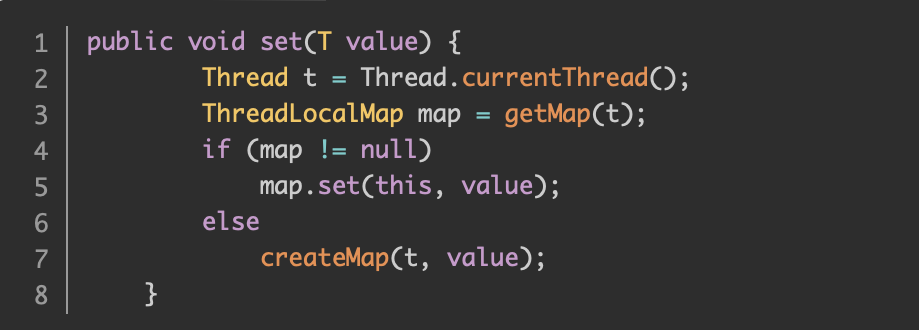 1 public void set(T value) {
2         Thread t = Thread.currentThread();
3         ThreadLocalMap map = getMap(t);
4         if (map != null)
5             map.set(this, value);
6         else
7             createMap(t, value);
8     }